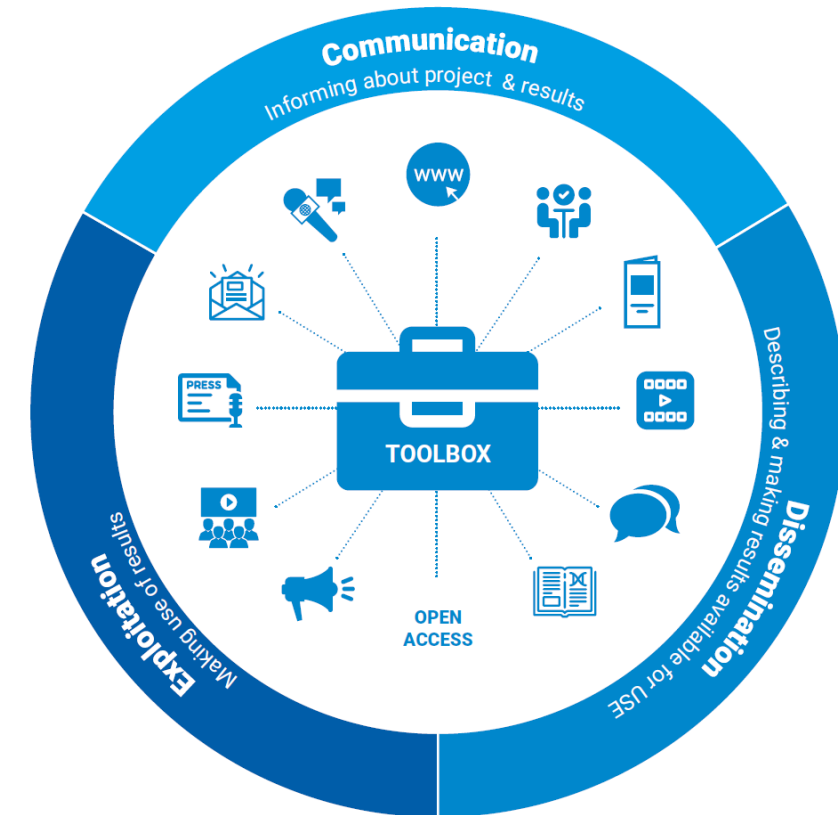 Communication
Informing about project & results
www
PRESS
TOOLBOX
Describing & making results available for USE
Dissemination
Making use of results
Exploitation
OPEN
ACCESS